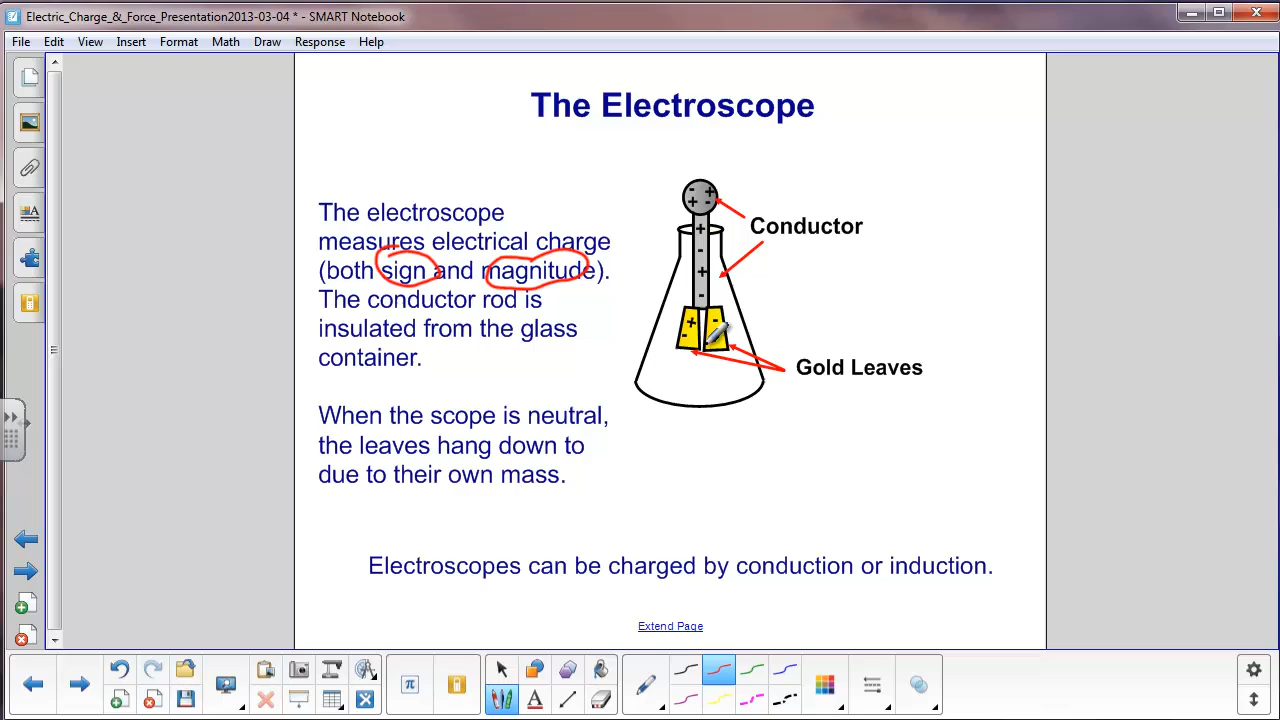 Electric_Charge_&_Force_Presentation2013-03-04 * - SMART Notebook
File Edit View Insert Format Math Draw Response Help
The Electroscope
The electroscope
measures electrical charge
(both sign and magnitude).
The conductor rod is
insulated from the glass
container.
When the scope is neutral,
the leaves hang down to
due to their own mass.
Conductor
Gold Leaves
Electroscopes can be charged by conduction or induction.
Extend Page